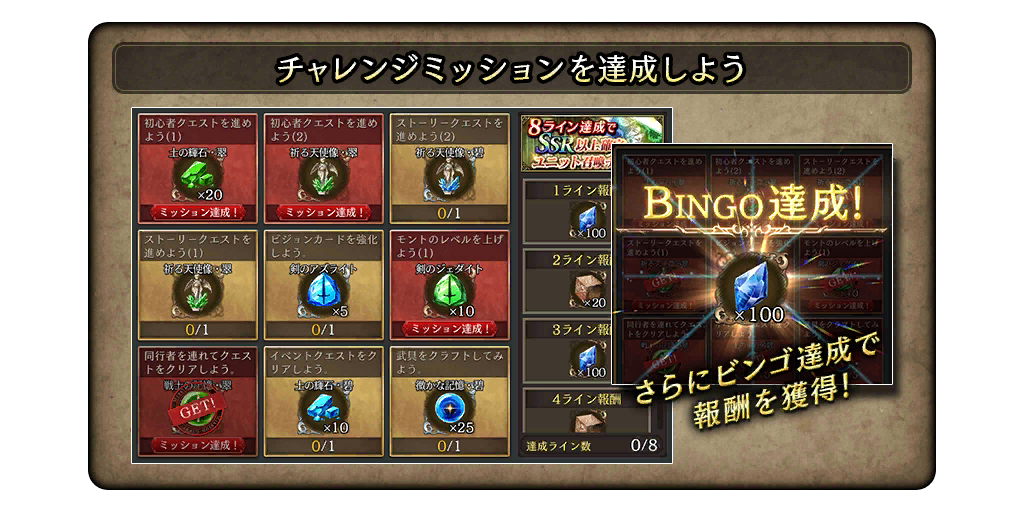 チャレンジミッションを達成しよう
初心者クエストを進め
よう(1)
土の輝石・翠
×20
ミッション達成!
初心者クエストを進め
よう(2)
祈る天使像・翠
ミッション達成!
ストーリークエストを
進めよう(2)
祈る天使像・碧
0/1
ストーリークエストを
進めよう(1)
祈る天使像・翠
0/1
ビジョンカードを強化
しよう。
剣のアズライト
×5
0/1
モントのレベルを上げ
よう(1)
剣のジェダイト
×10
ミッション達成!
同行者を連れてクエス
トをクリアしよう。
戦士の記憶・翠
GET!
ミッション達成!
イベントクエストをク
リアしよう。
土の輝石・碧
×10
0/1
武具をクラフトしてみ
よう。
微かな記憶・碧
×25
0/1
8ライン達成で
SSR以上確定
ユニット召喚
1ライン報
×100
2ライン報
×20
3ライン報
×100
4ライン報酬
達成ライン数
0/8
BINGO達成!
×100
さらにビンゴ達成で
報酬を獲得!